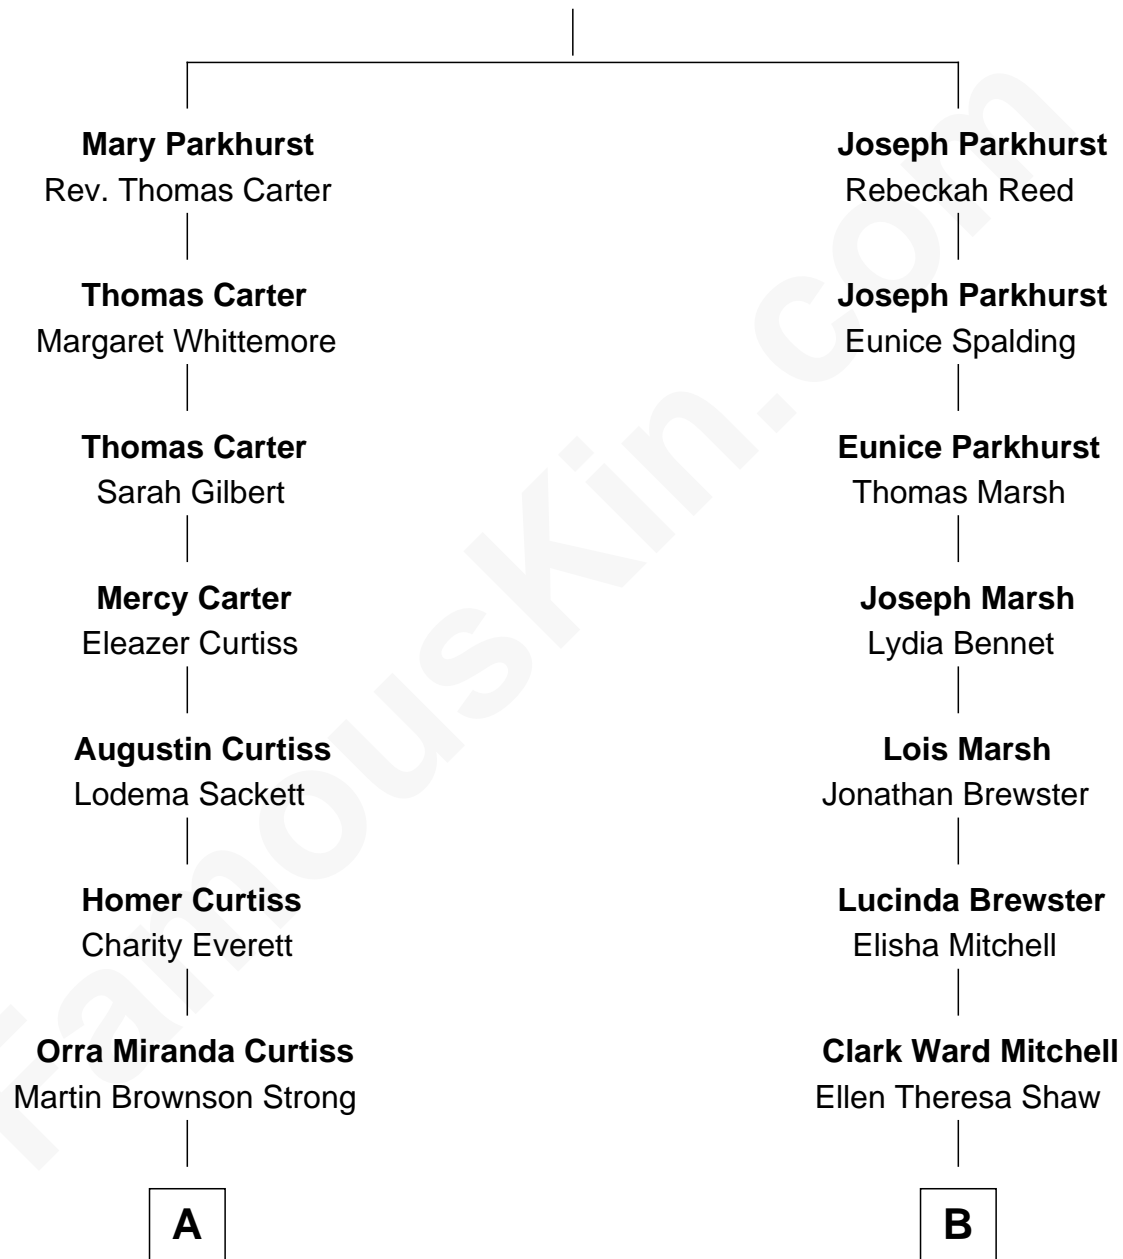 Mary Parkhurst
Rev. Thomas Carter
Joseph Parkhurst
Rebeckah Reed
Thomas Carter
Margaret Whittemore
Joseph Parkhurst
Eunice Spalding
Thomas Carter
Sarah Gilbert
Eunice Parkhurst
Thomas Marsh
Mercy Carter
Eleazer Curtiss
Joseph Marsh
Lydia Bennet
Augustin Curtiss
Lodema Sackett
Lois Marsh
Jonathan Brewster
Homer Curtiss
Charity Everett
Lucinda Brewster
Elisha Mitchell
Orra Miranda Curtiss
Martin Brownson Strong
Clark Ward Mitchell
Ellen Theresa Shaw
A
B
FamousKin.com